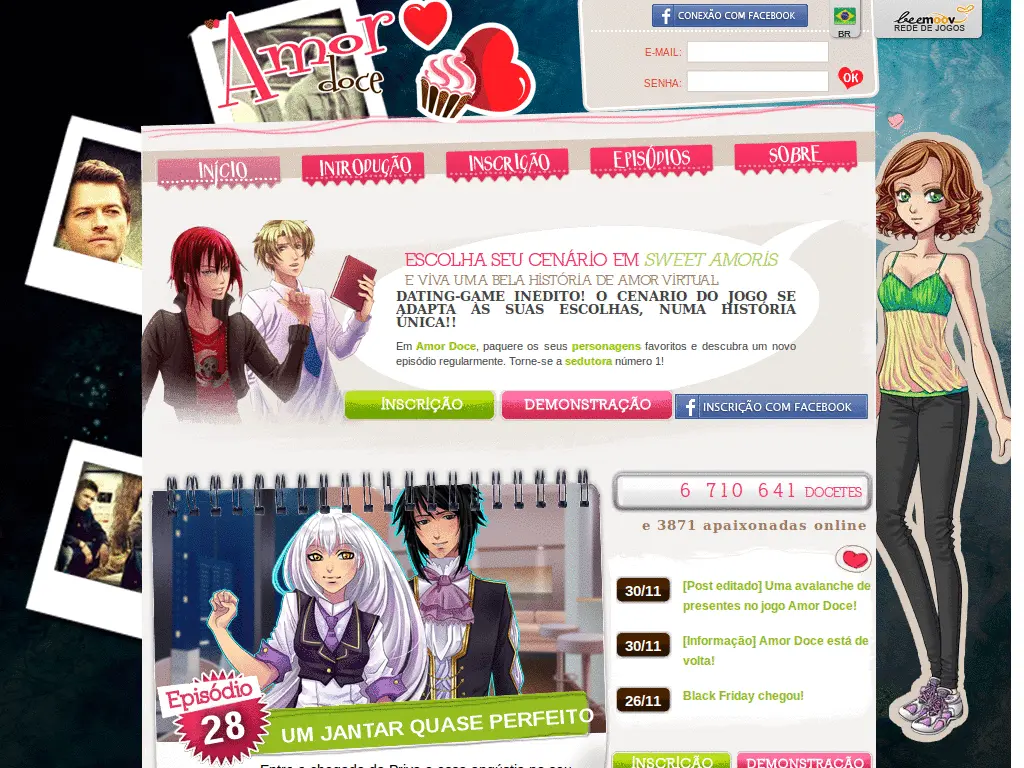 Amor
doce
CONEXÃO COM FACEBOOK
BR
beemoov
REDE DE JOGOS
E-MAIL:
SENHA:
OK
INÍCIO
INTRODUÇÃO
INSCRIÇÃO
EPISÓDIOS
SOBRE
ESCOLHA SEU CENÁRIO EM SWEET AMORIS
E VIVA UMA BELA HISTÓRIA DE AMOR VIRTUAL
DATING-GAME INEDITO! O CENARIO DO JOGO SE
ADAPTA ÀS SUAS ESCOLHAS, NUMA HISTÓRIA
ÚNICA!!
Em Amor Doce, paquere os seus personagens favoritos e descubra um novo
episódio regularmente. Torne-se a sedutora número 1!
INSCRIÇÃO
DEMONSTRAÇÃO
INSCRIÇÃO COM FACEBOOK
6 710 641 DOCETES
e 3871 apaixonadas online
30/11
[Post editado] Uma avalanche de
presentes no jogo Amor Doce!
30/11
[Informação] Amor Doce está de
volta!
26/11
Black Friday chegou!
Episódio
28
UM JANTAR QUASE PERFEITO
INSCRIÇÃO
DEMONSTRAÇÃO